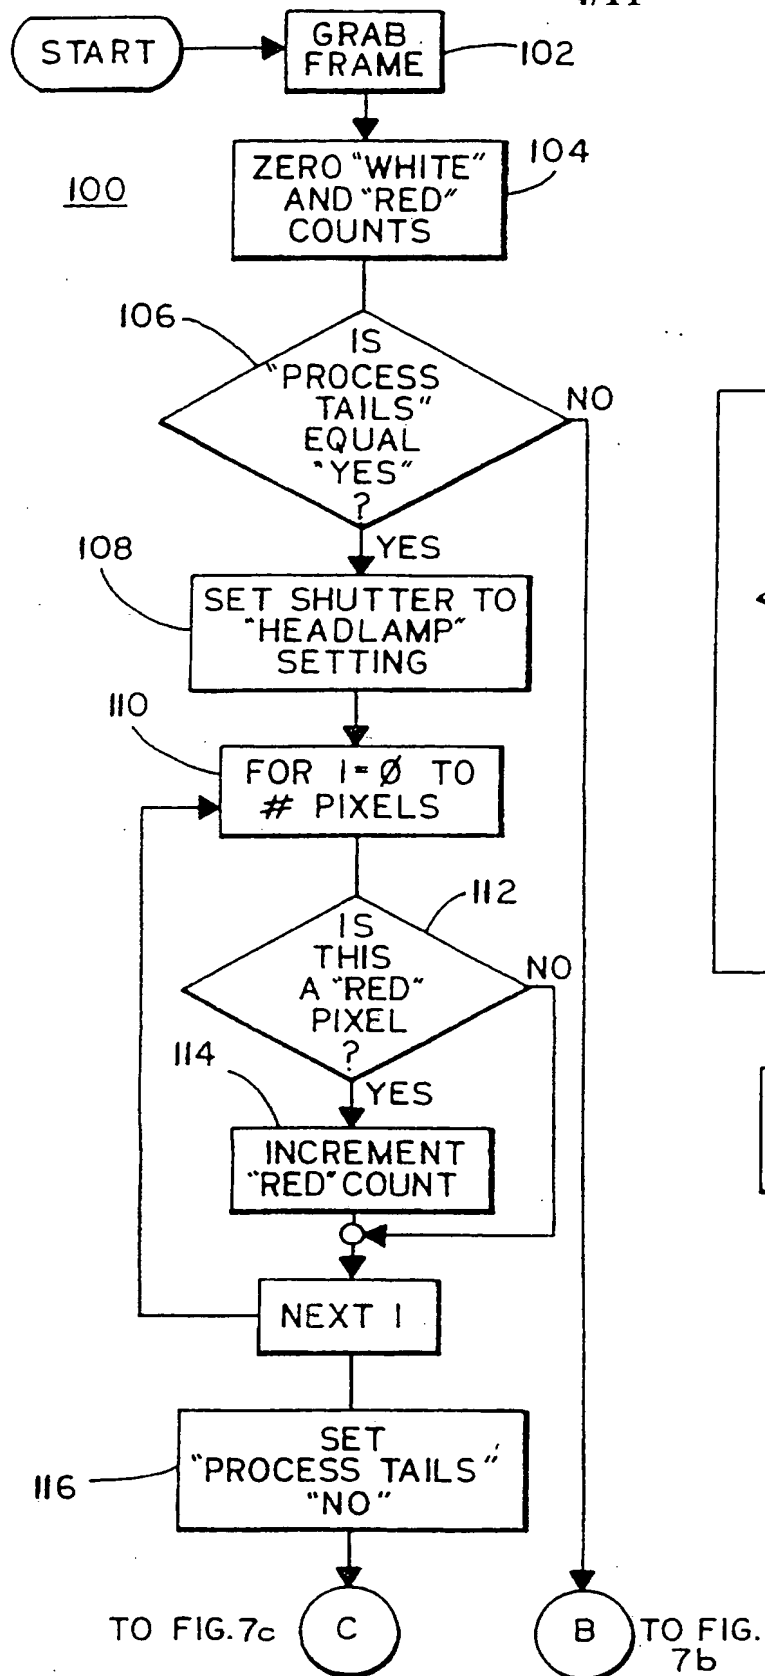 START
GRAB
FRAME
102
100
ZERO "WHITE"
AND "RED"
COUNTS
104
106
IS
"PROCESS
TAILS"
EQUAL
"YES"
?
NO
YES
108
SET SHUTTER TO
"HEADLAMP"
SETTING
110
FOR I=Ø TO
# PIXELS
112
IS
THIS
A "RED"
PIXEL
?
NO
114
YES
INCREMENT
"RED" COUNT
NEXT I
SET
"PROCESS TAILS"
"NO"
116
TO FIG. 7c
C
B
TO FIG.
7b